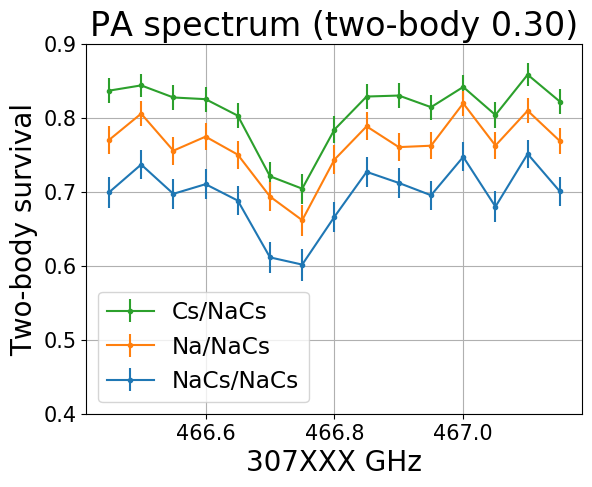 PA spectrum (two-body 0.30)
Two-body survival
0.9
0.8
0.7
0.6
0.5
0.4
Cs/NaCs
Na/NaCs
NaCs/NaCs
466.6 466.8 467.0
307XXX GHz